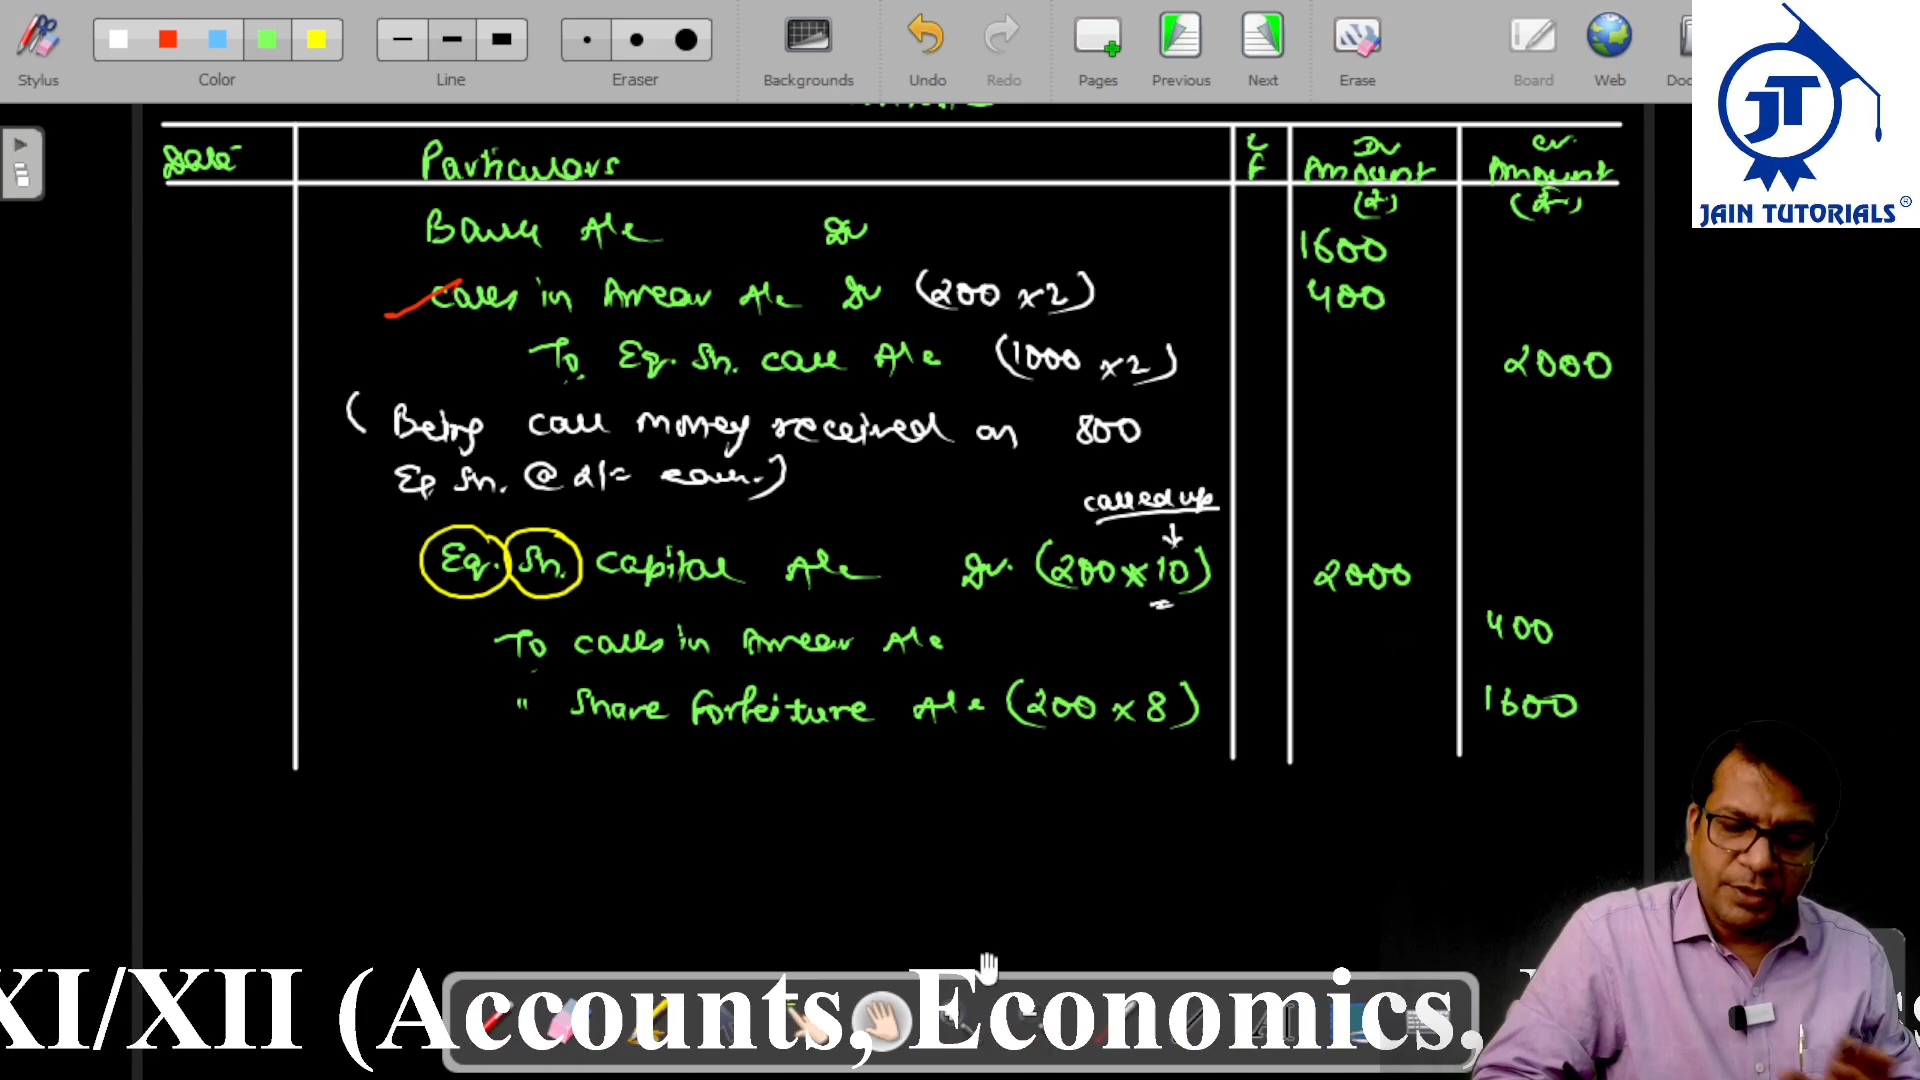 Stylus
Color
Line
Eraser
Backgrounds
Undo
Redo
Pages
Previous
Next
Erase
Board
Web
JT
JAIN TUTORIALS®
Date Particulars L F Dr Amount (₹) Cr. Amount (₹)
Bank A/c Dr 1600
Calls in Arrear A/c Dr (200 × 2) 400
To Eq. Sh. Call A/c (1000 × 2) 2000
(Being call money received on 800
Eq Sh. @ 2/= each.)
called up
Eq. Sh. Capital A/c Dr. (200 × 10) 2000
To calls in Arrear A/c 400
" Share Forfeiture A/c (200 × 8) 1600
XI/XII (Accounts, Economics,